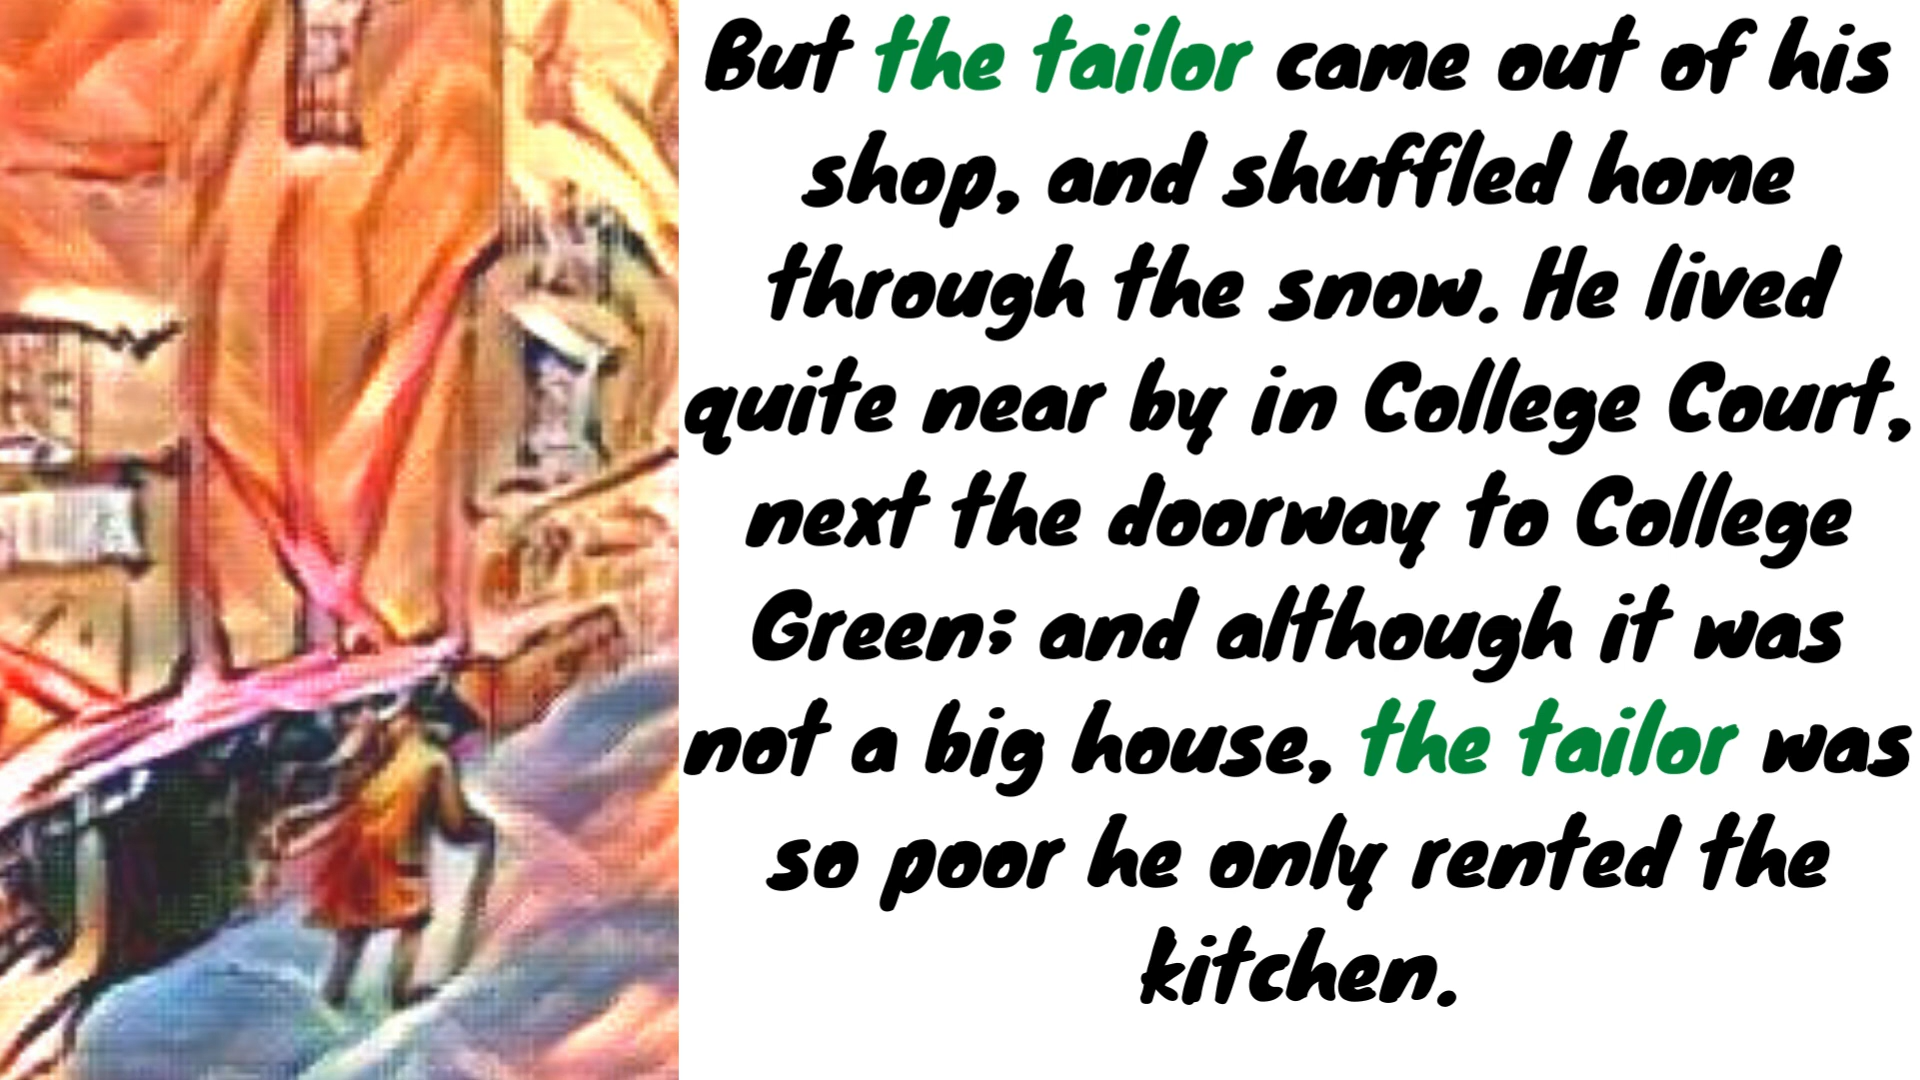 But the tailor came out of his
shop, and shuffled home
through the snow. He lived
quite near by in College Court,
next the doorway to College
Green; and although it was
not a big house, the tailor was
so poor he only rented the
kitchen.